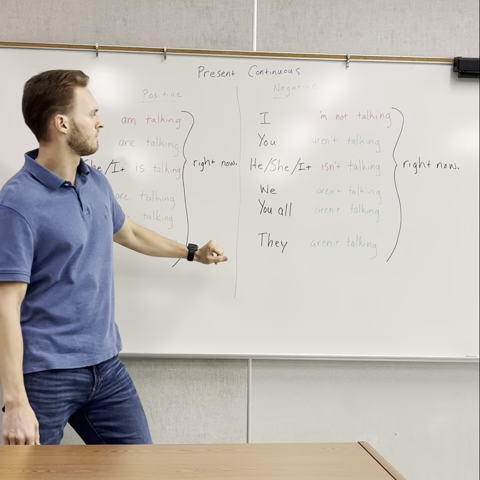 Present Continuous
Positive
am talking
are talking
She/It is talking
are talking
talking
right now.
Negative
I 'm not talking
You aren't talking
He/She/It isn't talking
We aren't talking
You all aren't talking
They aren't talking
right now.